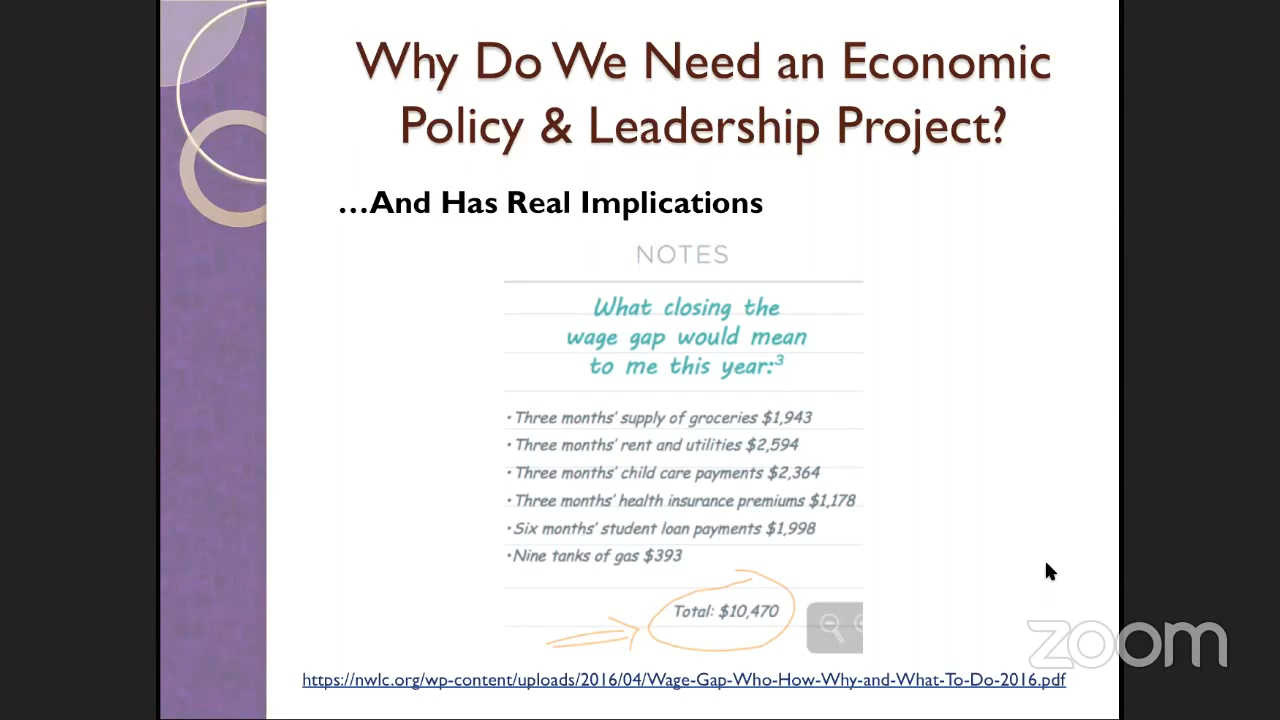 Why Do We Need an Economic
Policy & Leadership Project?
…And Has Real Implications
NOTES
What closing the
wage gap would mean
to me this year:³
• Three months' supply of groceries $1,943
• Three months' rent and utilities $2,594
• Three months' child care payments $2,364
• Three months' health insurance premiums $1,178
• Six months' student loan payments $1,998
• Nine tanks of gas $393
Total: $10,470
https://nwlc.org/wp-content/uploads/2016/04/Wage-Gap-Who-How-Why-and-What-To-Do-2016.pdf
zoom